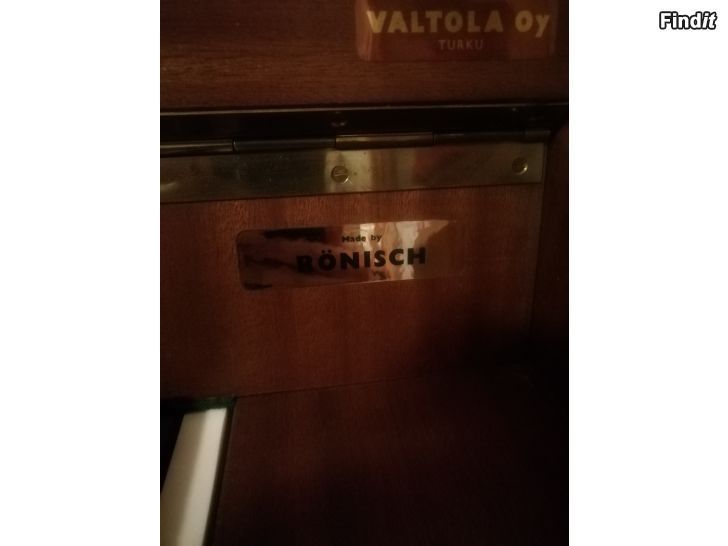 Findit
VALTOLA Oy
TURKU
Made by
RÖNISCH